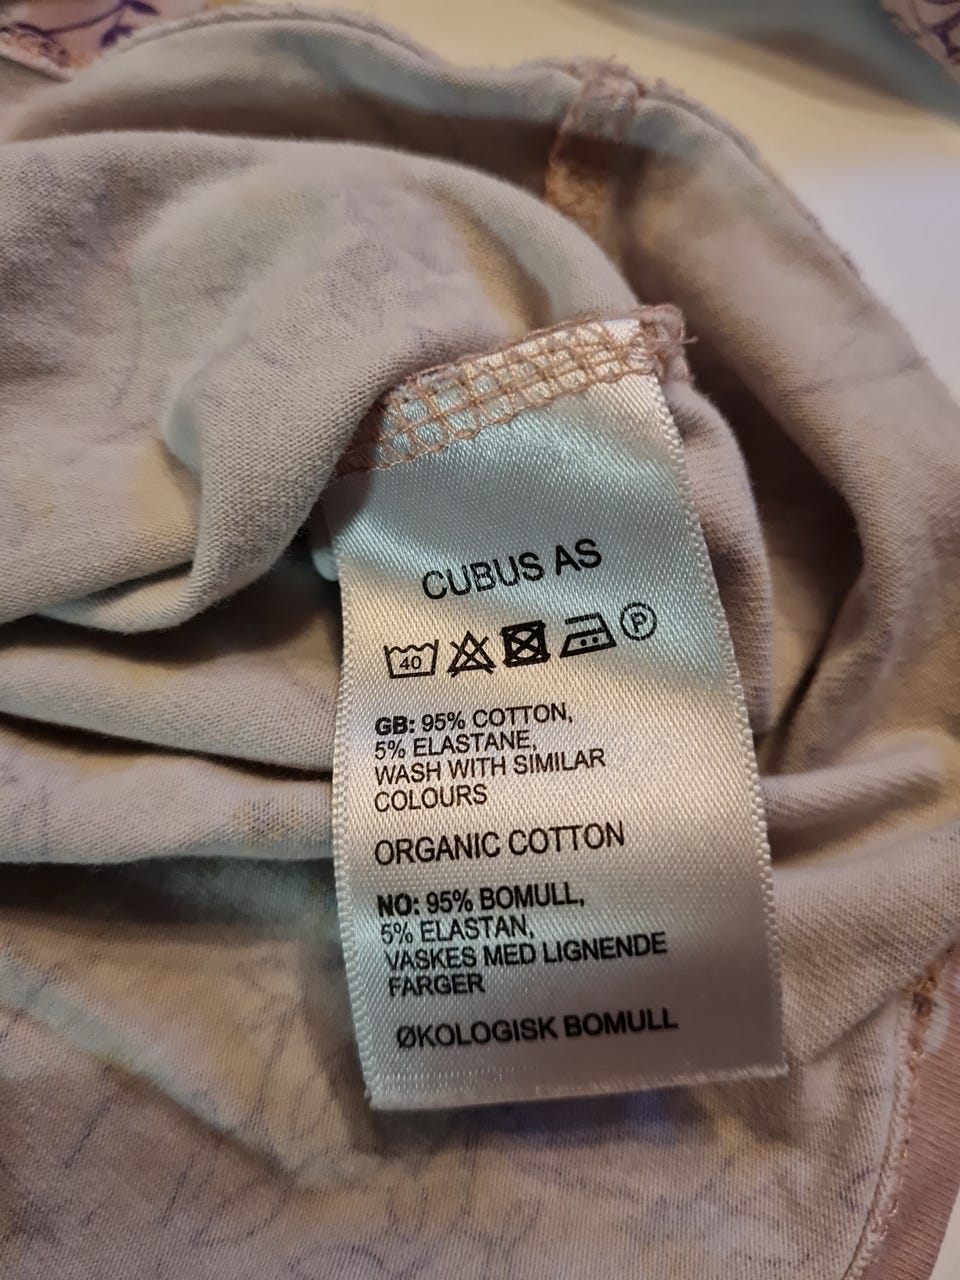 CUBUS AS
40 P
GB: 95% COTTON,
5% ELASTANE,
WASH WITH SIMILAR
COLOURS
ORGANIC COTTON
NO: 95% BOMULL,
5% ELASTAN,
VASKES MED LIGNENDE
FARGER
ØKOLOGISK BOMULL